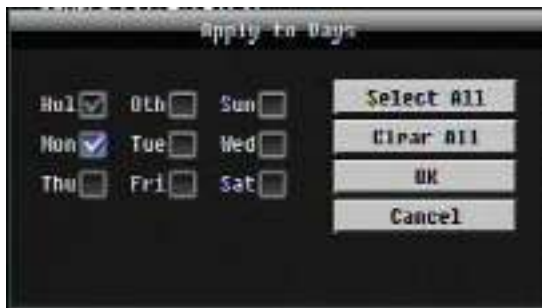 Apply to Days
Hol Oth Sun
Mon Tue Wed
Thu Fri Sat
Select All
Clear All
OK
Cancel